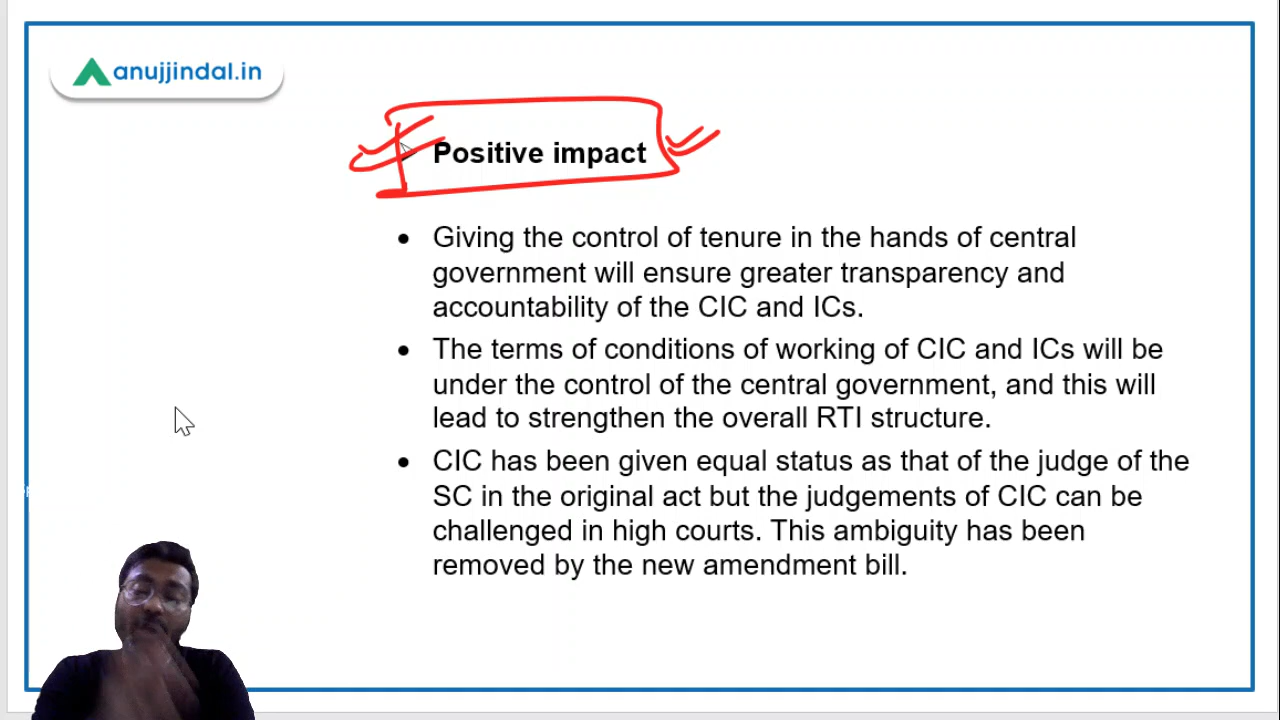 anujjindal.in
Positive impact
• Giving the control of tenure in the hands of central
government will ensure greater transparency and
accountability of the CIC and ICs.
• The terms of conditions of working of CIC and ICs will be
under the control of the central government, and this will
lead to strengthen the overall RTI structure.
• CIC has been given equal status as that of the judge of the
SC in the original act but the judgements of CIC can be
challenged in high courts. This ambiguity has been
removed by the new amendment bill.